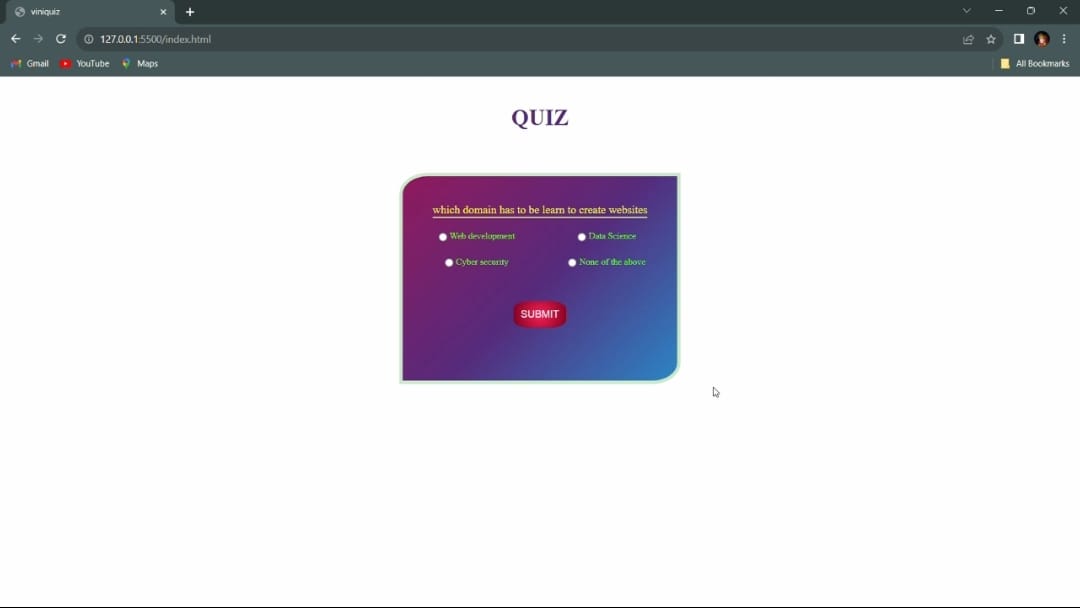 viniquiz
127.0.0.1:5500/index.html
Gmail YouTube Maps All Bookmarks
QUIZ
which domain has to be learn to create websites
Web development Data Science
Cyber security None of the above
SUBMIT